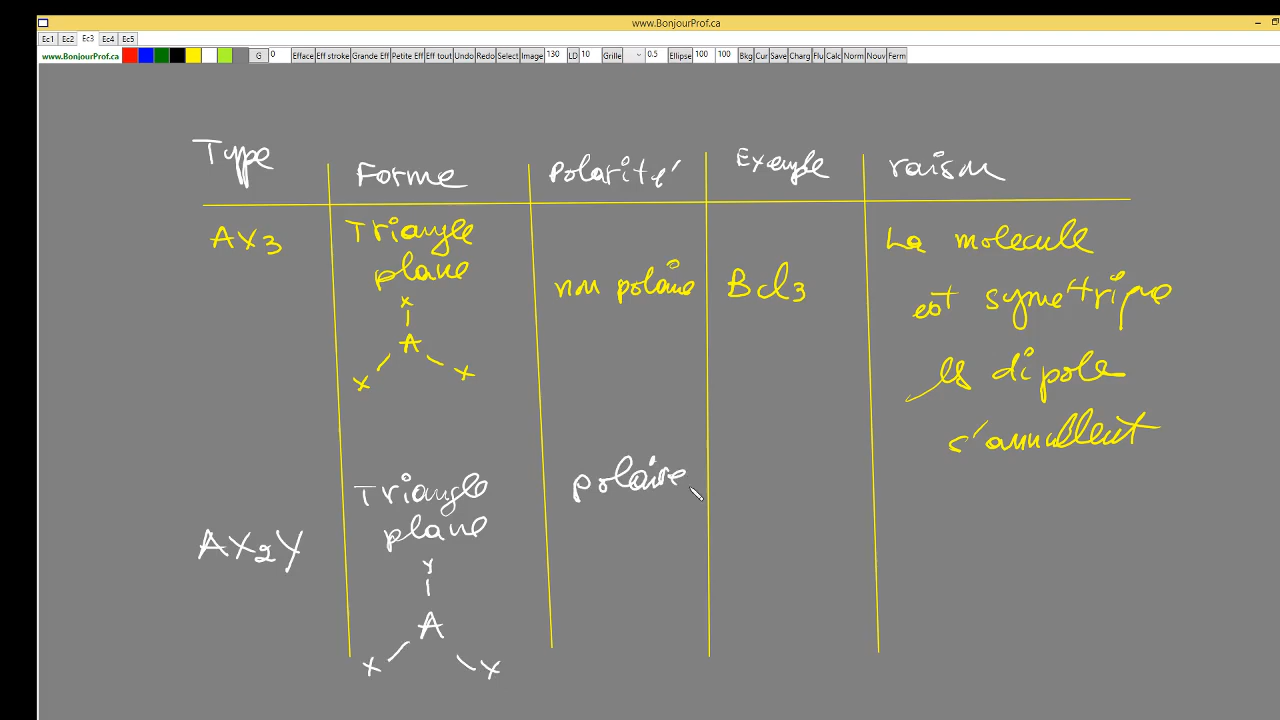 www.BonjourProf.ca
Ec1 Ec2 Ec3 Ec4 Ec5
www.BonjourProf.ca G 0 Efface Eff stroke Grande Eff Petite Eff Eff tout Undo Redo Select Image 130 LD 10 Grille 0.5 Ellipse 100 100 Bkg Cur Save Charg Flu Calc Norm Nouv Ferm
Type Forme Polarité Exemple raison
AX3 Triangle
plane
non polaire BCl3
La molecule
est symetrique
les dipole
s'annullent
X
A
X X
AX2Y Triangle
plane
polaire
Y
A
X X